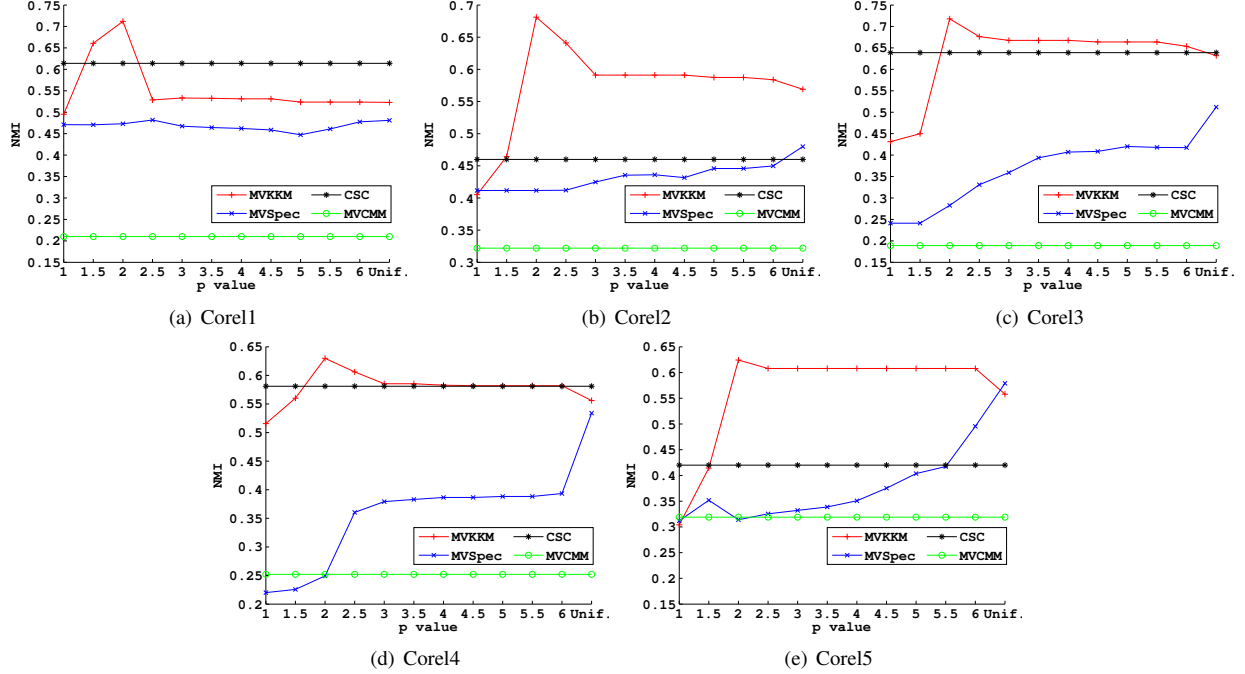 0.75
0.7
0.65
0.6
0.55
0.5
0.45
0.4
0.35
0.3
0.25
0.2
0.15
NMI
MVKKM CSC
MVSpec MVCMM
1 1.5 2 2.5 3 3.5 4 4.5 5 5.5 6 Unif.
p value
(a) Corel1
0.7
0.65
0.6
0.55
0.5
0.45
0.4
0.35
0.3
NMI
MVKKM CSC
MVSpec MVCMM
1 1.5 2 2.5 3 3.5 4 4.5 5 5.5 6 Unif.
p value
(b) Corel2
0.75
0.7
0.65
0.6
0.55
0.5
0.45
0.4
0.35
0.3
0.25
0.2
0.15
NMI
MVKKM CSC
MVSpec MVCMM
1 1.5 2 2.5 3 3.5 4 4.5 5 5.5 6 Unif.
p value
(c) Corel3
0.65
0.6
0.55
0.5
0.45
0.4
0.35
0.3
0.25
0.2
NMI
MVKKM CSC
MVSpec MVCMM
1 1.5 2 2.5 3 3.5 4 4.5 5 5.5 6 Unif.
p value
(d) Corel4
0.65
0.6
0.55
0.5
0.45
0.4
0.35
0.3
0.25
0.2
0.15
NMI
MVKKM CSC
MVSpec MVCMM
1 1.5 2 2.5 3 3.5 4 4.5 5 5.5 6 Unif.
p value
(e) Corel5